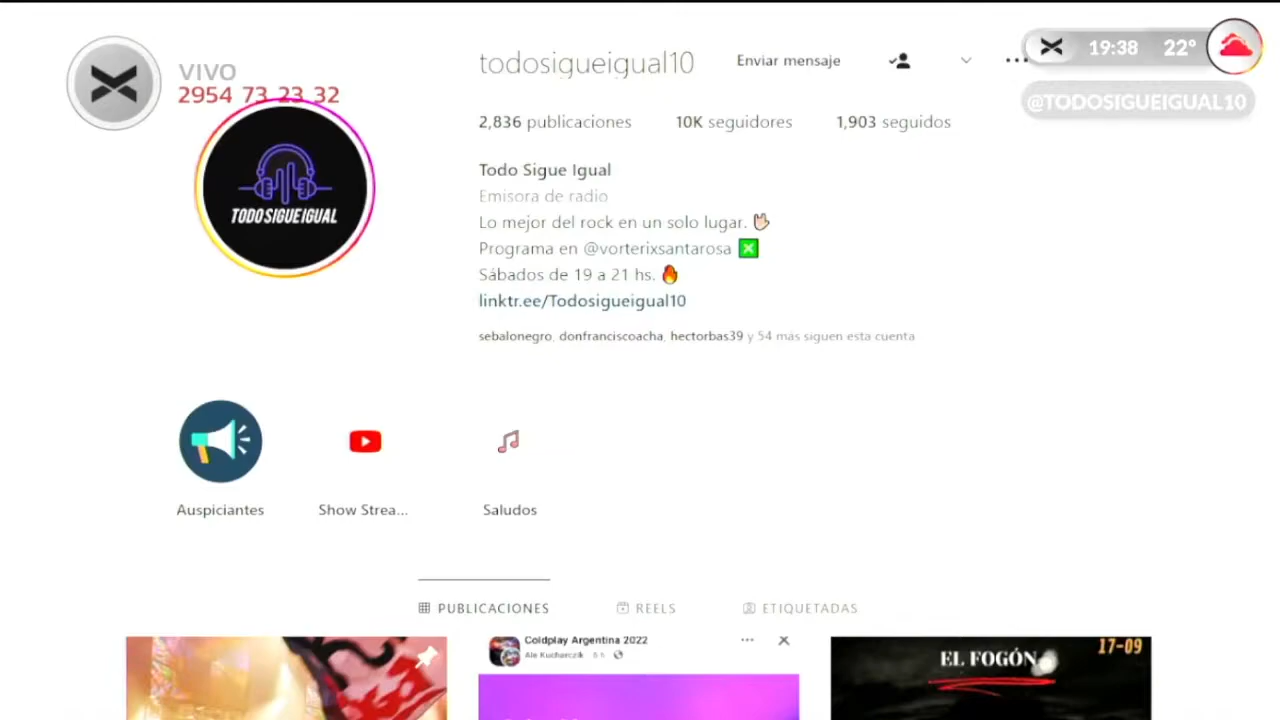 VIVO
2954 73 23 32
TODO SIGUE IGUAL
todosigueigual10
Enviar mensaje
19:38
22°
@TODOSIGUEIGUAL10
2,836 publicaciones
10K seguidores
1,903 seguidos
Todo Sigue Igual
Emisora de radio
Lo mejor del rock en un solo lugar. 🤘🏻
Programa en @vorterixsantarosa ❎
Sábados de 19 a 21 hs. 🔥
linktr.ee/Todosigueigual10
sebalonegro, donfranciscoacha, hectorbas39 y 54 más siguen esta cuenta
Auspiciantes
Show Strea...
Saludos
PUBLICACIONES
REELS
ETIQUETADAS
Coldplay Argentina 2022
Ale Kucharczik
EL FOGÓN
17-09